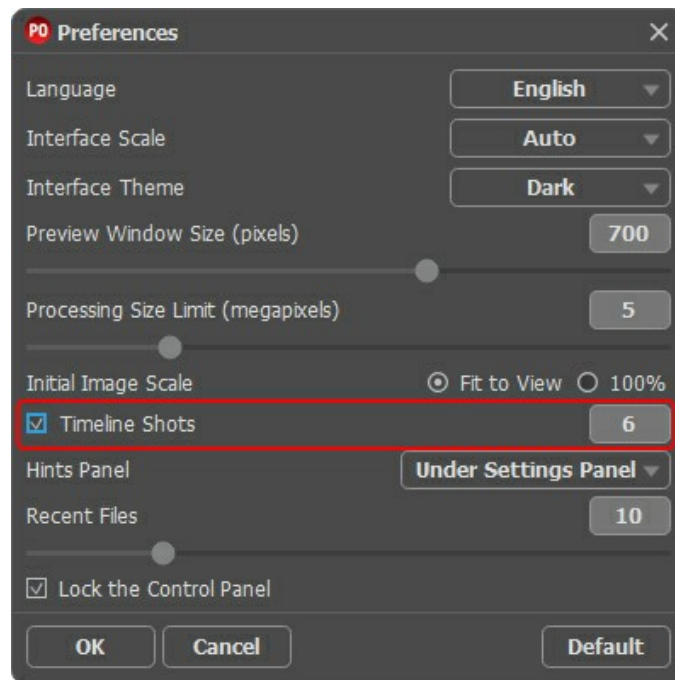 PO Preferences
Language English
Interface Scale Auto
Interface Theme Dark
Preview Window Size (pixels) 700
Processing Size Limit (megapixels) 5
Initial Image Scale Fit to View 100%
Timeline Shots 6
Hints Panel Under Settings Panel
Recent Files 10
Lock the Control Panel
OK Cancel Default